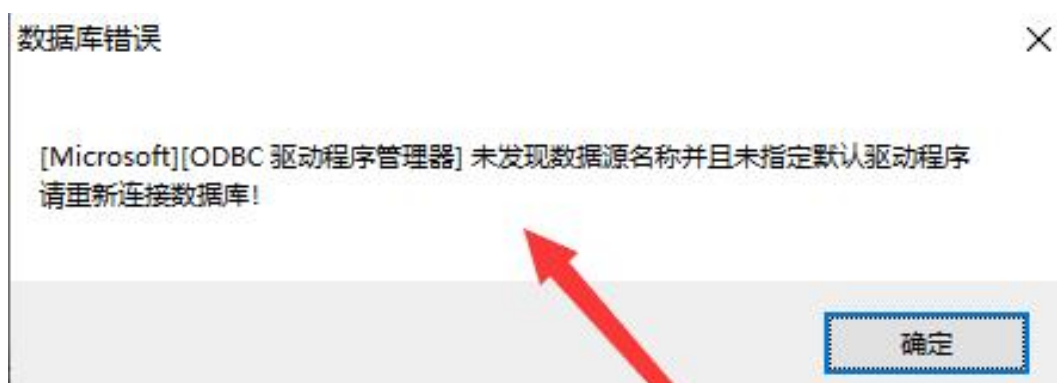 数据库错误
[Microsoft][ODBC 驱动程序管理器] 未发现数据源名称并且未指定默认驱动程序
请重新连接数据库!
确定